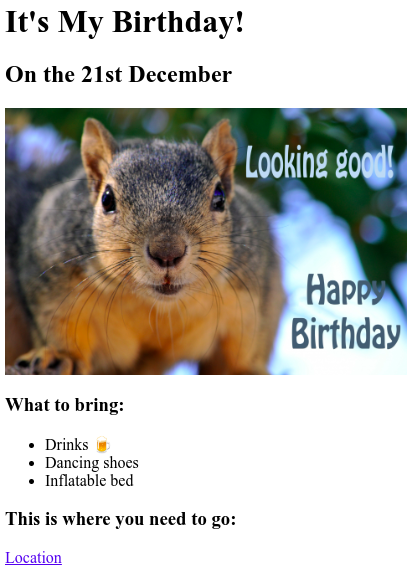 It's My Birthday!
On the 21st December
Looking good!
Happy
Birthday
What to bring:
Drinks 🍺
Dancing shoes
Inflatable bed
This is where you need to go:
Location